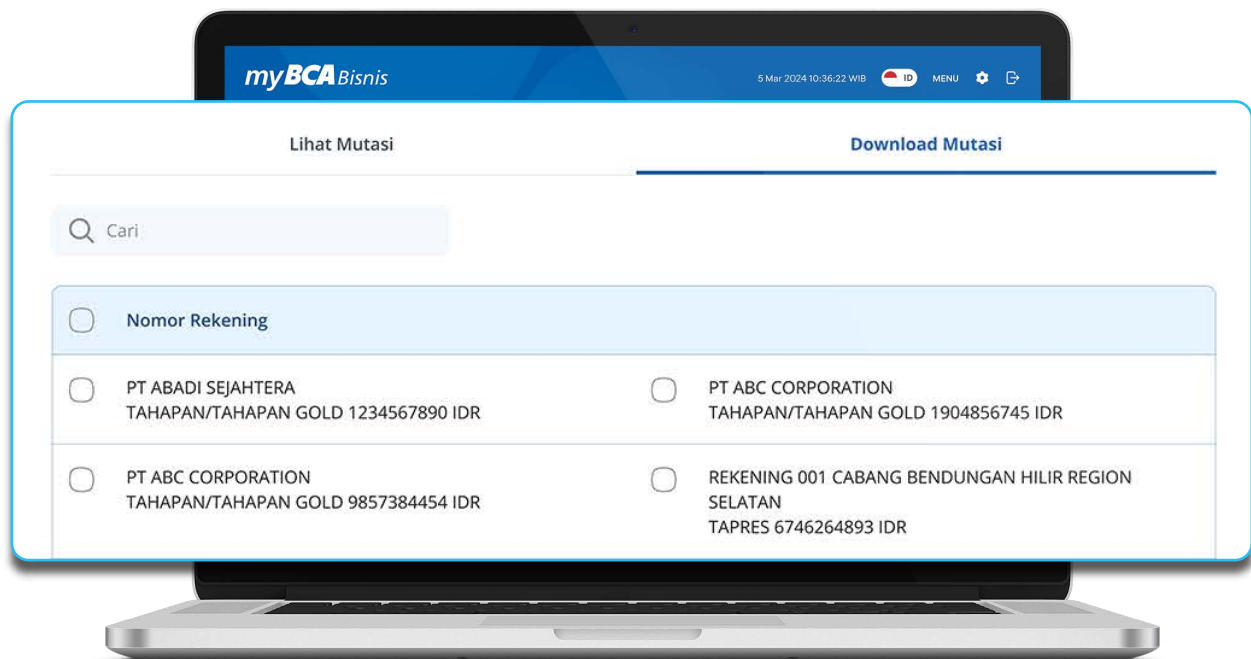 myBCA Bisnis
5 Mar 2024 10:36:22 WIB ID MENU
Lihat Mutasi
Download Mutasi
Cari
Nomor Rekening
PT ABADI SEJAHTERA
TAHAPAN/TAHAPAN GOLD 1234567890 IDR
PT ABC CORPORATION
TAHAPAN/TAHAPAN GOLD 1904856745 IDR
PT ABC CORPORATION
TAHAPAN/TAHAPAN GOLD 9857384454 IDR
REKENING 001 CABANG BENDUNGAN HILIR REGION
SELATAN
TAPRES 6746264893 IDR